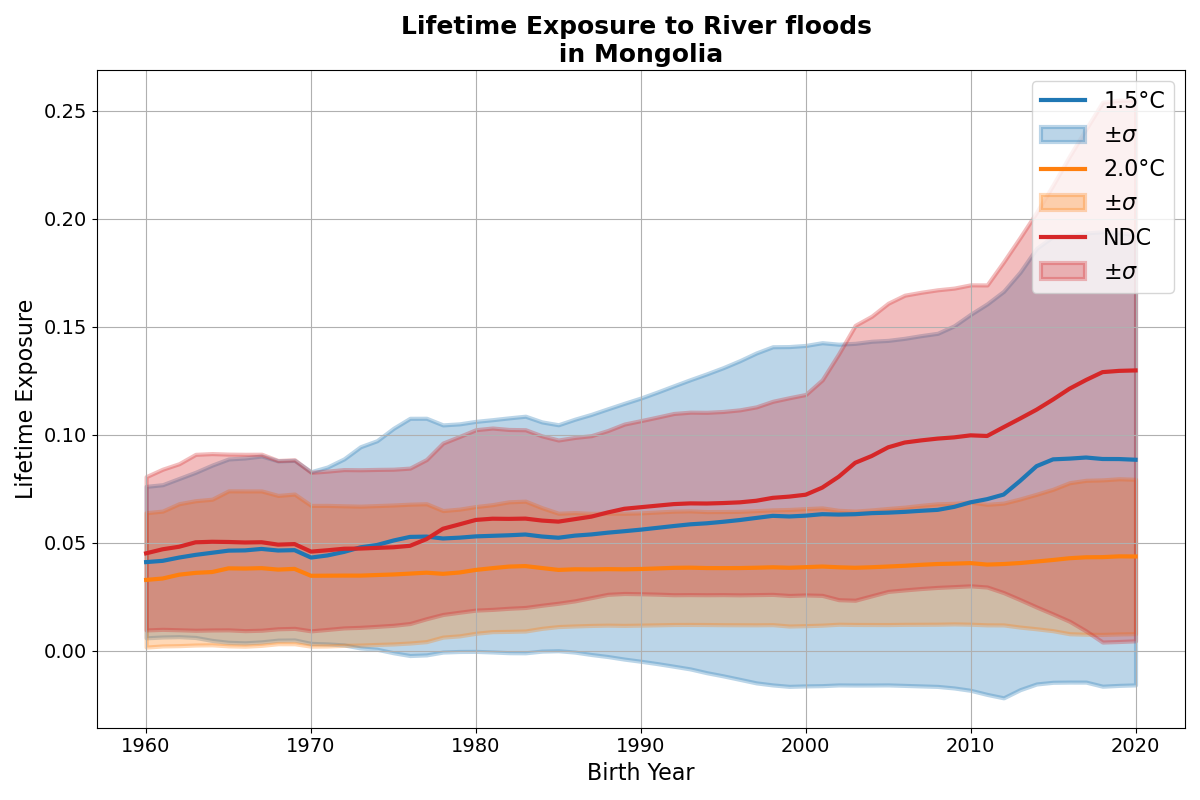 Lifetime Exposure to River floods
in Mongolia
Lifetime Exposure
0.25
0.20
0.15
0.10
0.05
0.00
1.5°C
±σ
2.0°C
±σ
NDC
±σ
1960 1970 1980 1990 2000 2010 2020
Birth Year